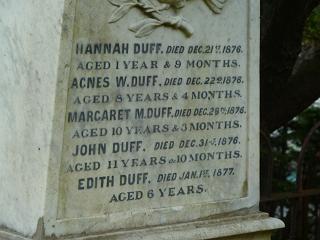 HANNAH DUFF. DIED DEC. 21ST. 1876.
AGED 1 YEAR & 9 MONTHS.
AGNES W. DUFF. DIED DEC. 22ND. 1876.
AGED 8 YEARS & 4 MONTHS.
MARGARET M. DUFF. DIED DEC. 29TH. 1876.
AGED 10 YEARS & 3 MONTHS.
JOHN DUFF. DIED DEC. 31ST. 1876.
AGED 11 YEARS & 10 MONTHS.
EDITH DUFF. DIED JAN. 1ST. 1877.
AGED 6 YEARS.